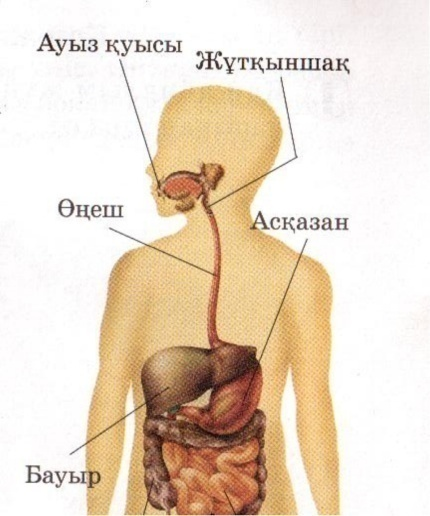 Ауыз қуысы
Жұтқыншақ
Өңеш
Асқазан
Бауыр